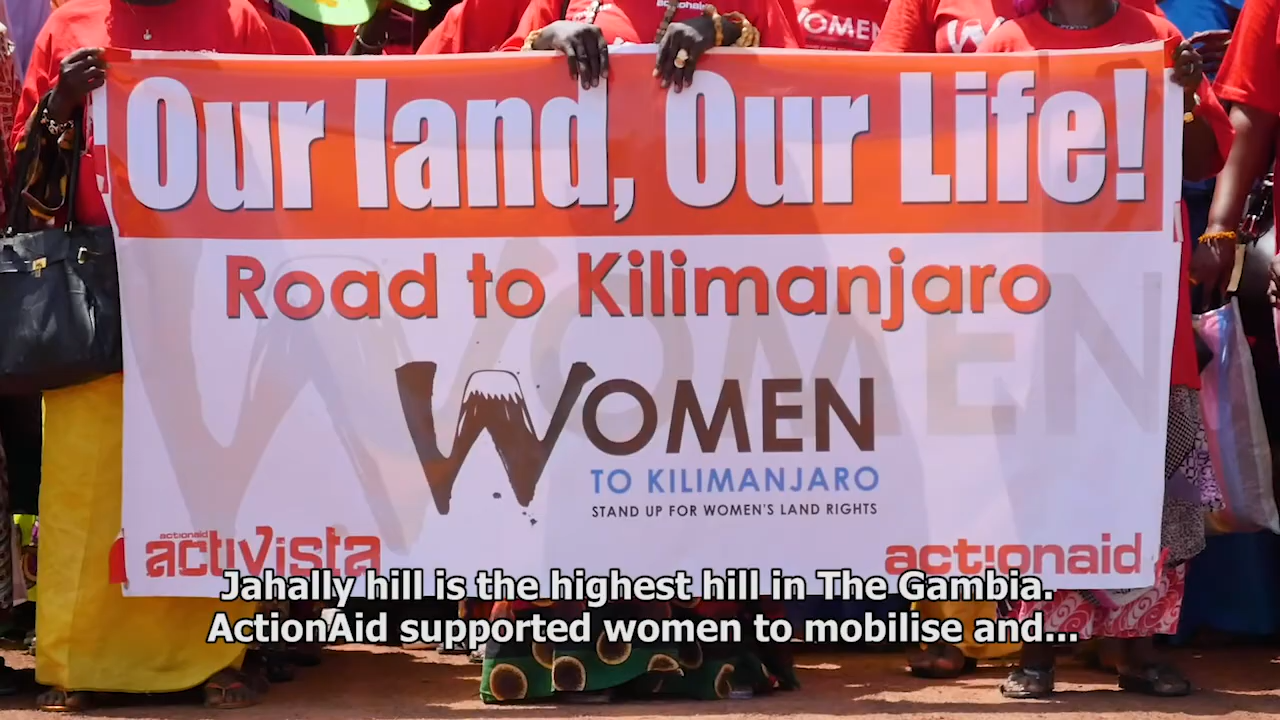 WOMEN
Our land, Our Life!
Road to Kilimanjaro
WOMEN
TO KILIMANJARO
STAND UP FOR WOMEN'S LAND RIGHTS
actionaid
activista
actionaid
Jahally hill is the highest hill in The Gambia.
ActionAid supported women to mobilise and...